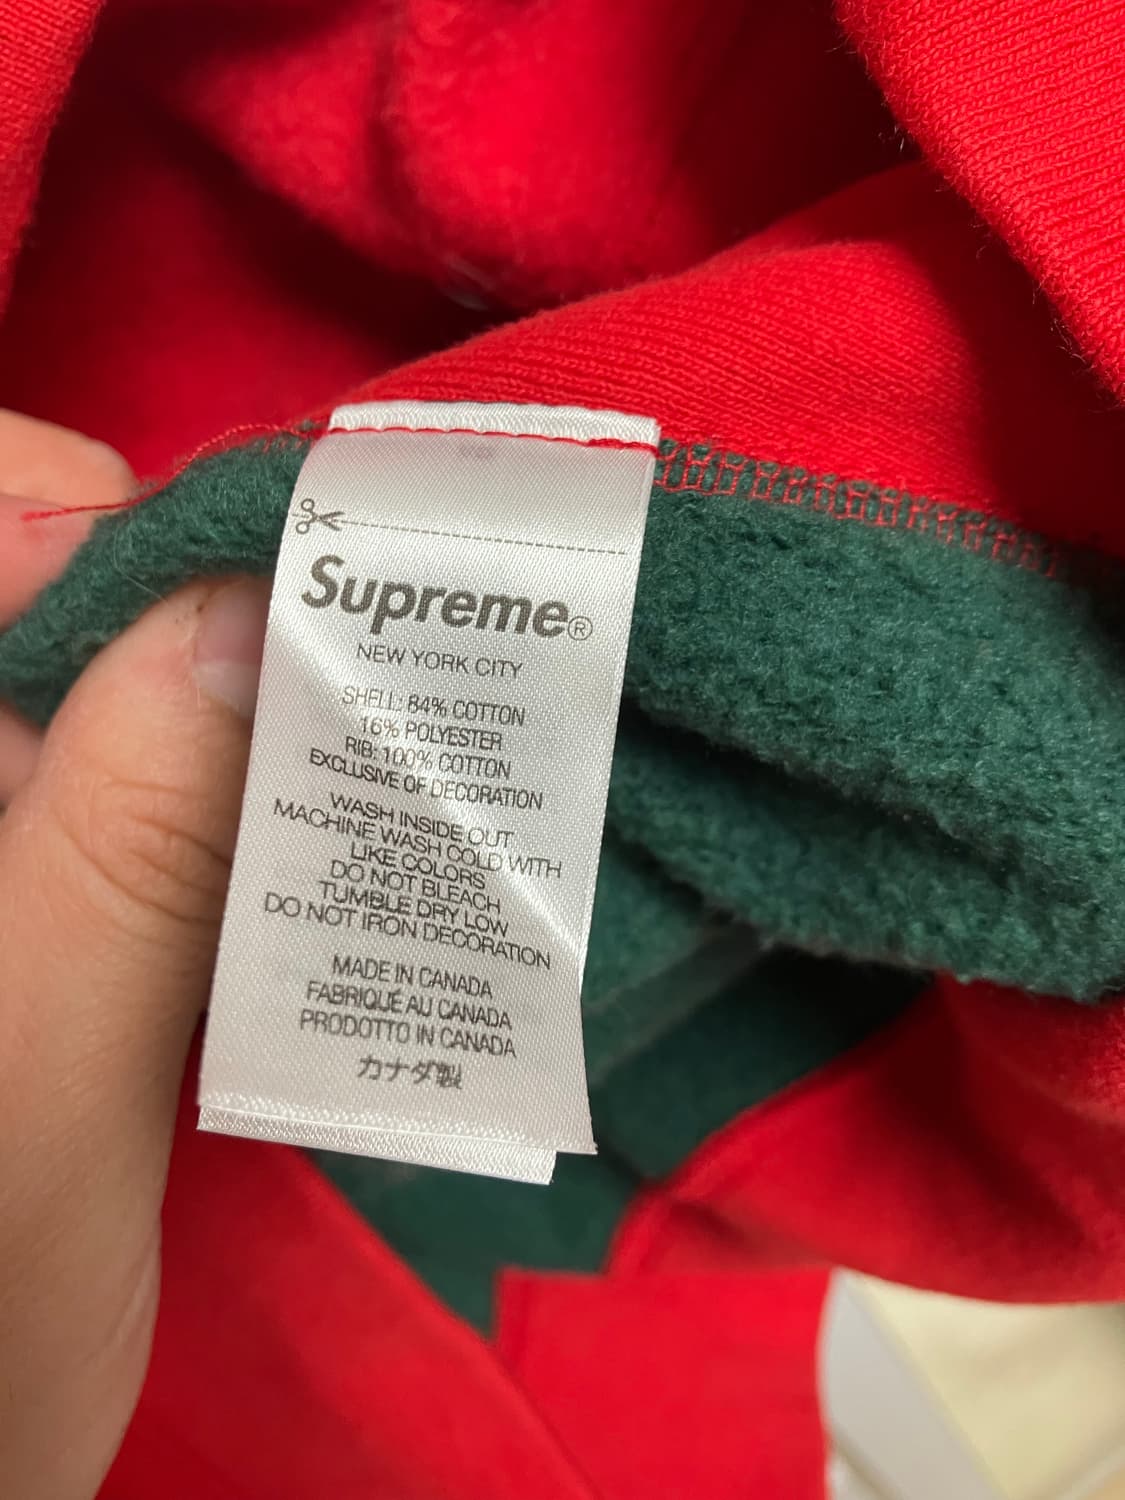 Supreme®
NEW YORK CITY
SHELL: 84% COTTON
16% POLYESTER
RIB: 100% COTTON
EXCLUSIVE OF DECORATION
WASH INSIDE OUT
MACHINE WASH COLD WITH
LIKE COLORS
DO NOT BLEACH
TUMBLE DRY LOW
DO NOT IRON DECORATION
MADE IN CANADA
FABRIQUÉ AU CANADA
PRODOTTO IN CANADA
カナダ製